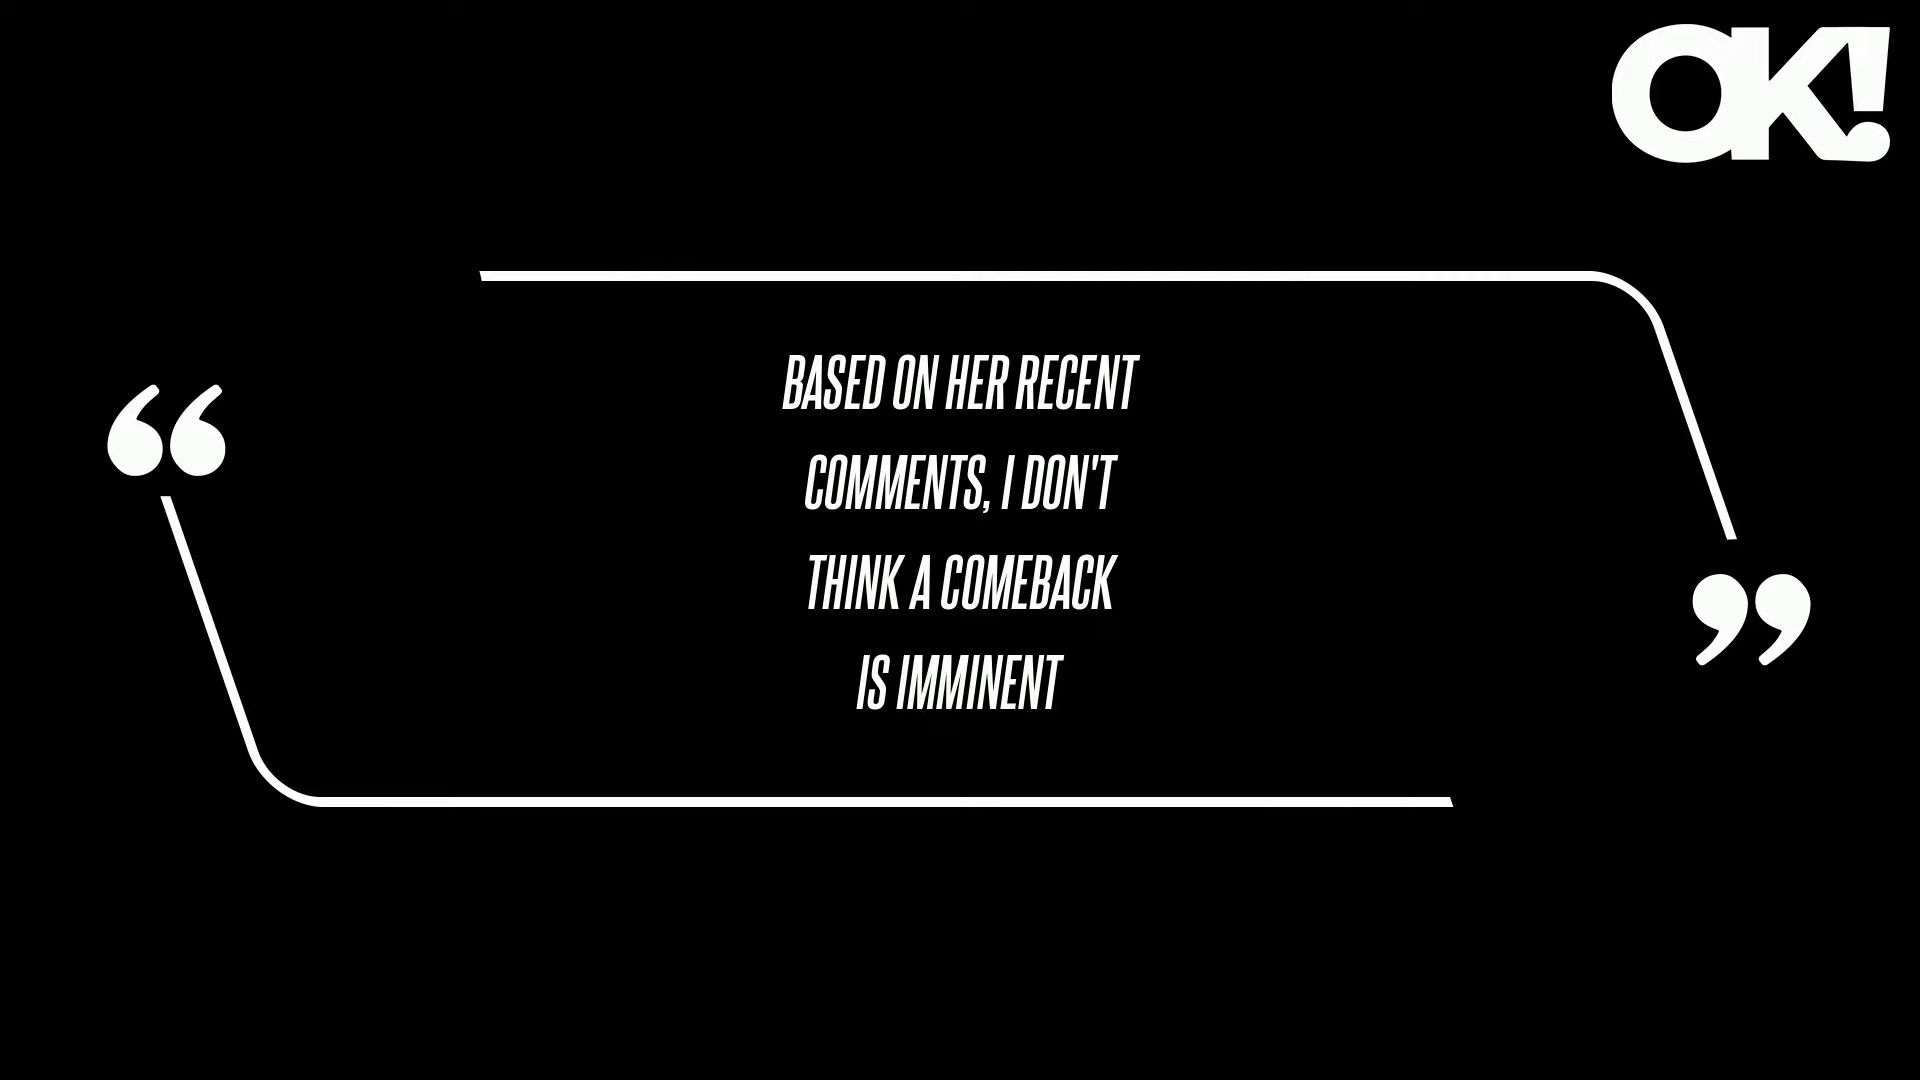 OK!
“
BASED ON HER RECENT
COMMENTS, I DON'T
THINK A COMEBACK
IS IMMINENT
”